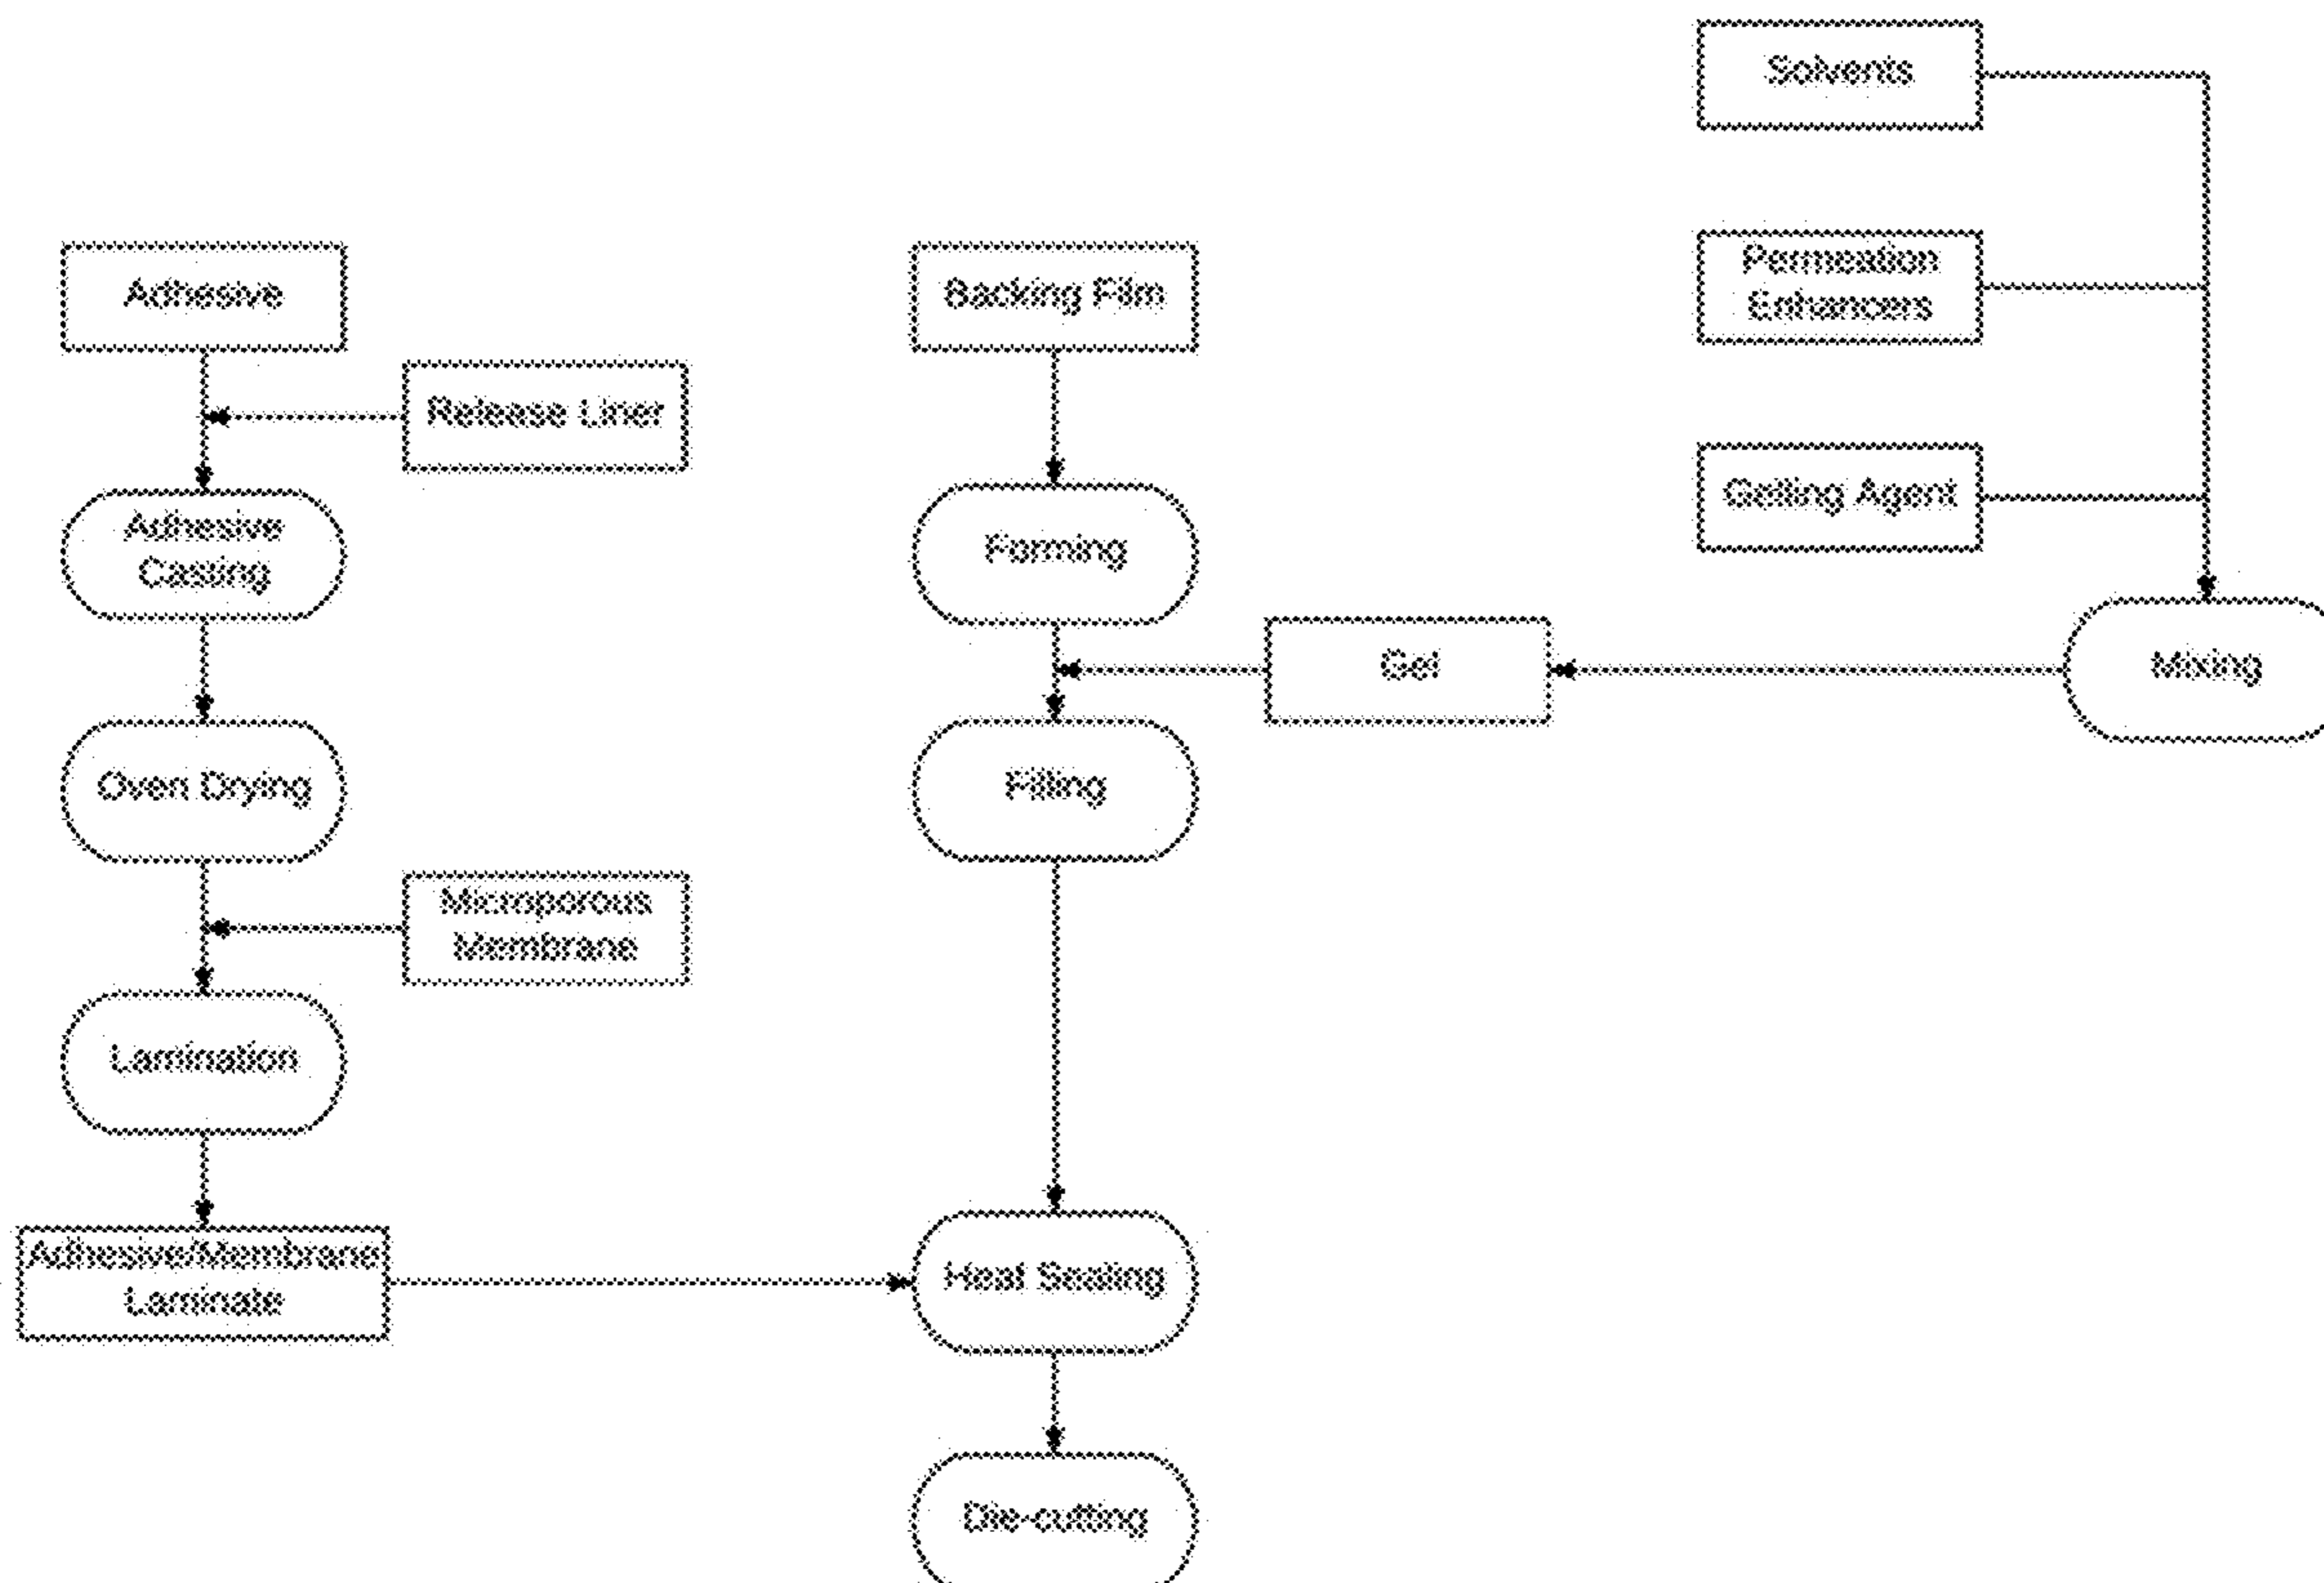 Solvents
Permeation
Enhancers
Gelling Agent
Mixing
Adhesive
Release Liner
Adhesive
Casting
Oven Drying
Microporous
Membrane
Lamination
Adhesive/Membrane
Laminate
Backing Film
Forming
Gel
Filling
Heat Sealing
Die-cutting